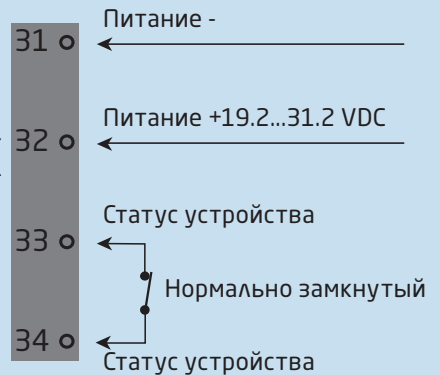 Питание -
31
Питание +19.2...31.2 VDC
32
Статус устройства
33
Нормально замкнутый
34
Статус устройства